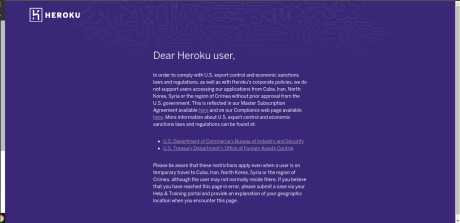 HEROKU
Dear Heroku user,
In order to comply with U.S. export control and economic sanctions
laws and regulations, as well as with Heroku's corporate policies, we do
not support users accessing our applications from Cuba, Iran, North
Korea, Syria or the region of Crimea without prior approval from the
U.S. government. This is reflected in our Master Subscription
Agreement available here and on our Compliance web page available
here. More information about U.S. export control and economic
sanctions laws and regulations can be found at:
U.S. Department of Commerce's Bureau of Industry and Security
U.S. Treasury Department's Office of Foreign Assets Control
Please be aware that these restrictions apply even when a user is on
temporary travel to Cuba, Iran, North Korea, Syria or the region of
Crimea, although the user may not normally reside there. If you believe
that you have reached this page in error, please submit a case via your
Help & Training portal and provide an explanation of your geographic
location when you encounter this page.